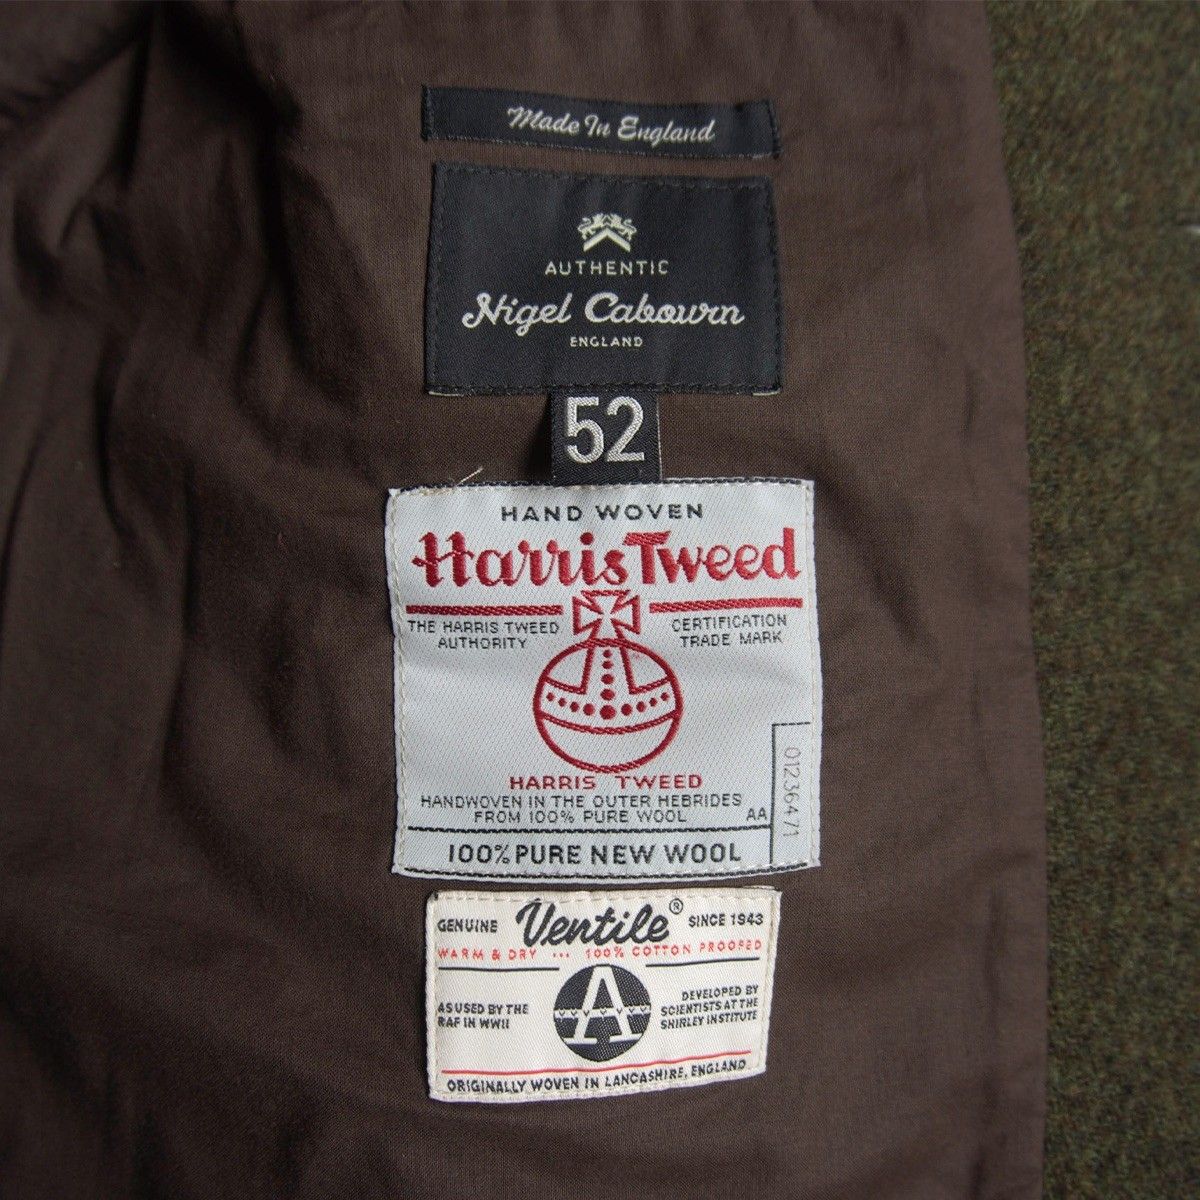 Made In England
AUTHENTIC
Nigel Cabourn
ENGLAND
52
HAND WOVEN
Harris Tweed
THE HARRIS TWEED
AUTHORITY
CERTIFICATION
TRADE MARK
HARRIS TWEED
HANDWOVEN IN THE OUTER HEBRIDES
FROM 100% PURE WOOL
AA
01236471
100% PURE NEW WOOL
GENUINE Ventile® SINCE 1943
WARM & DRY ... 100% COTTON PROOFED
AS USED BY THE
RAF IN WWII
A
DEVELOPED BY
SCIENTISTS AT THE
SHIRLEY INSTITUTE
ORIGINALLY WOVEN IN LANCASHIRE, ENGLAND